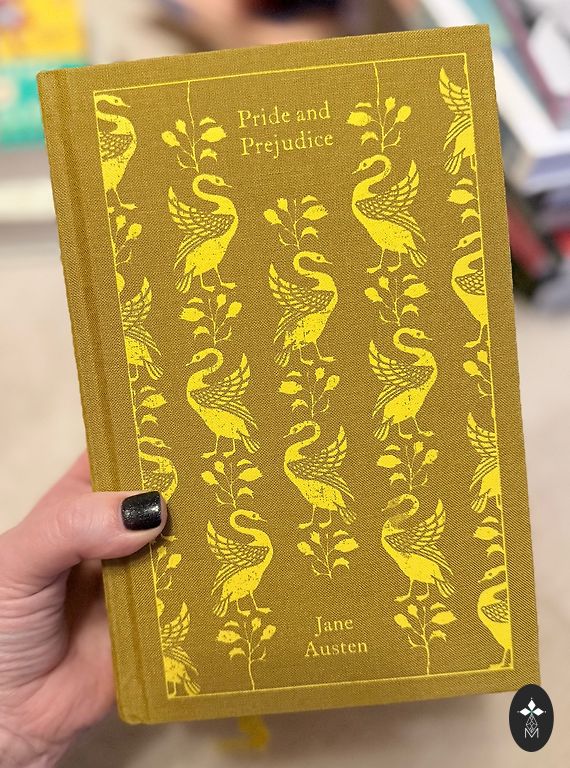 Pride and
Prejudice
Jane
Austen
M